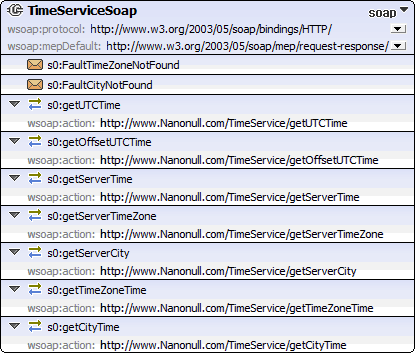 TimeServiceSoap soap
wsoap:protocol: http://www.w3.org/2003/05/soap/bindings/HTTP/
wsoap:mepDefault: http://www.w3.org/2003/05/soap/mep/request-response/
s0:FaultTimeZoneNotFound
s0:FaultCityNotFound
s0:getUTCTime
wsoap:action: http://www.Nanonull.com/TimeService/getUTCTime
s0:getOffsetUTCTime
wsoap:action: http://www.Nanonull.com/TimeService/getOffsetUTCTime
s0:getServerTime
wsoap:action: http://www.Nanonull.com/TimeService/getServerTime
s0:getServerTimeZone
wsoap:action: http://www.Nanonull.com/TimeService/getServerTimeZone
s0:getServerCity
wsoap:action: http://www.Nanonull.com/TimeService/getServerCity
s0:getTimeZoneTime
wsoap:action: http://www.Nanonull.com/TimeService/getTimeZoneTime
s0:getCityTime
wsoap:action: http://www.Nanonull.com/TimeService/getCityTime